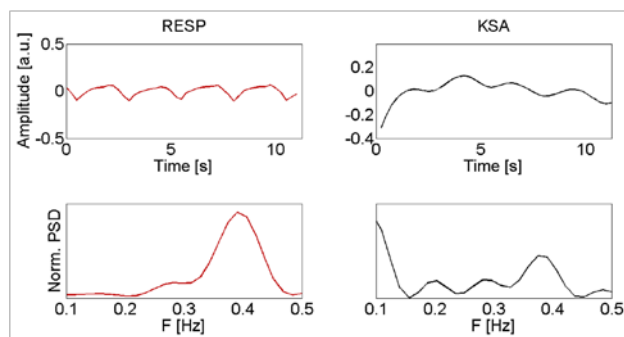 RESP KSA
Amplitude [a.u.]
0.5
0
-0.5
0 5 10
Time [s]
0.2
0
-0.2
-0.4
0 5 10
Time [s]
Norm. PSD
0.1 0.2 0.3 0.4 0.5
F [Hz]
0.1 0.2 0.3 0.4 0.5
F [Hz]